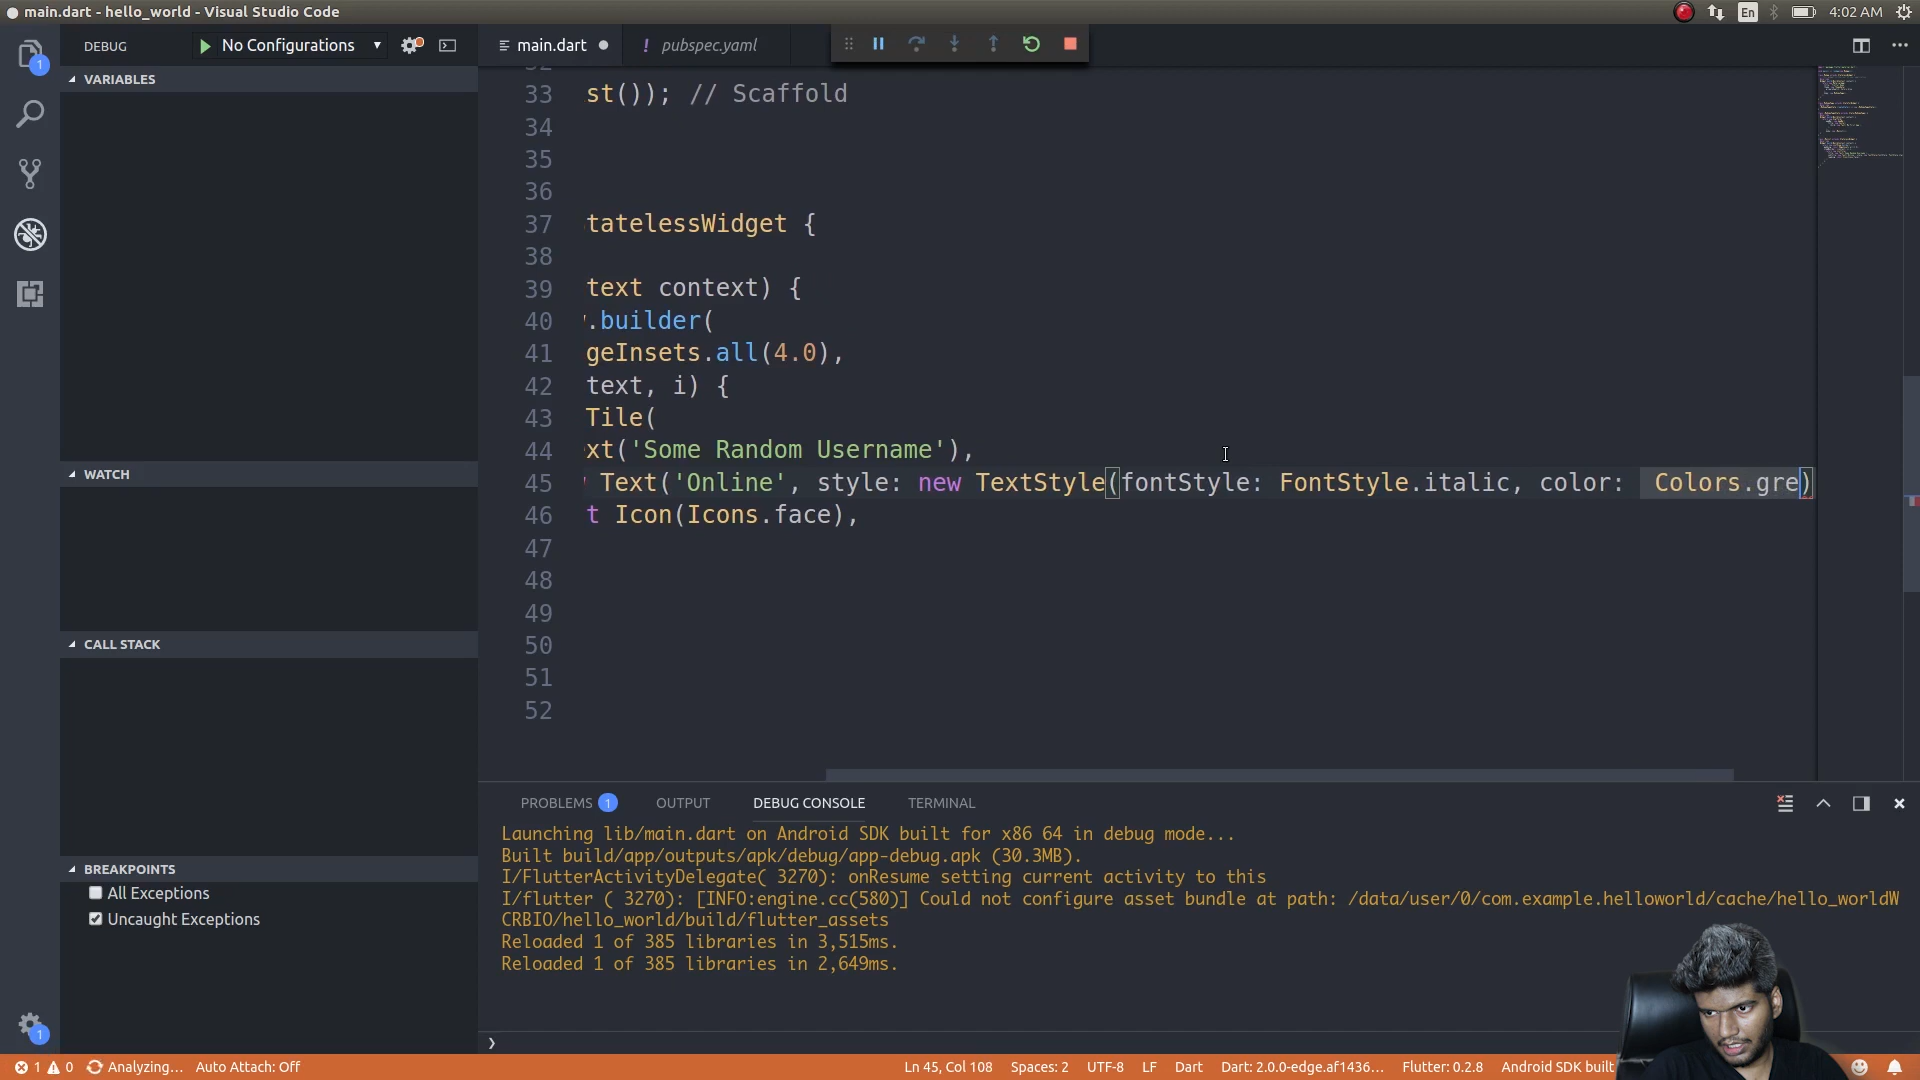 main.dart - hello_world - Visual Studio Code
En
4:02 AM
1
DEBUG
No Configurations
main.dart
! pubspec.yaml
VARIABLES
WATCH
CALL STACK
BREAKPOINTS
All Exceptions
Uncaught Exceptions
33 st()); // Scaffold
34
35
36
37 tatelessWidget {
38
39 text context) {
40 .builder(
41 geInsets.all(4.0),
42 text, i) {
43 Tile(
44 xt('Some Random Username'),
45 Text('Online', style: new TextStyle(fontStyle: FontStyle.italic, color: Colors.gre)
46 t Icon(Icons.face),
47
48
49
50
51
52
PROBLEMS 1
OUTPUT
DEBUG CONSOLE
TERMINAL
Launching lib/main.dart on Android SDK built for x86 64 in debug mode...
Built build/app/outputs/apk/debug/app-debug.apk (30.3MB).
I/FlutterActivityDelegate( 3270): onResume setting current activity to this
I/flutter ( 3270): [INFO:engine.cc(580)] Could not configure asset bundle at path: /data/user/0/com.example.helloworld/cache/hello_worldW
CRBIO/hello_world/build/flutter_assets
Reloaded 1 of 385 libraries in 3,515ms.
Reloaded 1 of 385 libraries in 2,649ms.
1
1 0 Analyzing...
Auto Attach: Off
Ln 45, Col 108
Spaces: 2
UTF-8
LF
Dart
Dart: 2.0.0-edge.af1436...
Flutter: 0.2.8
Android SDK built